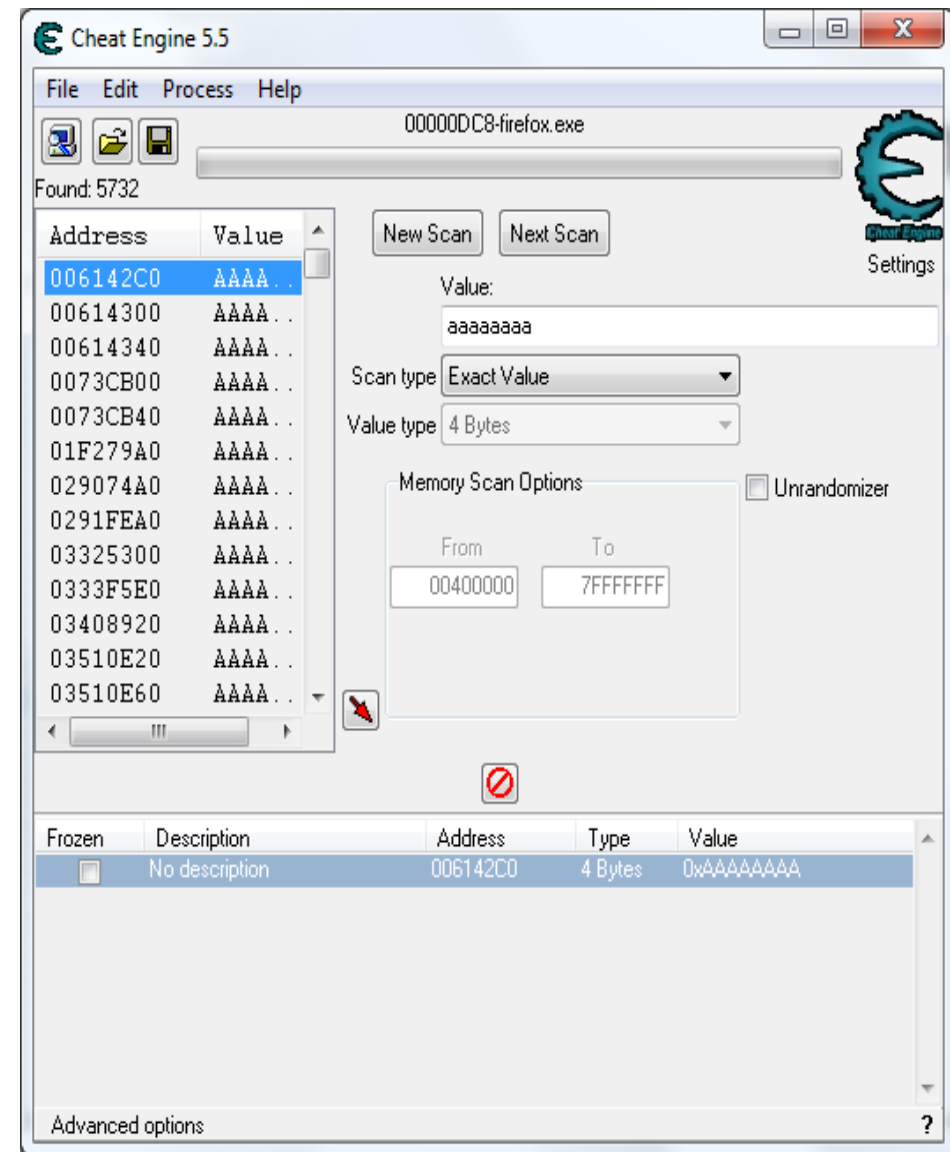 Cheat Engine 5.5
File Edit Process Help
00000DC8-firefox.exe
Found: 5732
Address Value
006142C0 AAAA..
00614300 AAAA..
00614340 AAAA..
0073CB00 AAAA..
0073CB40 AAAA..
01F279A0 AAAA..
029074A0 AAAA..
0291FEA0 AAAA..
03325300 AAAA..
0333F5E0 AAAA..
03408920 AAAA..
03510E20 AAAA..
03510E60 AAAA..
New Scan Next Scan
Cheat Engine
Settings
Value:
aaaaaaaa
Scan type Exact Value
Value type 4 Bytes
Memory Scan Options
Unrandomizer
From To
00400000 7FFFFFFF
Frozen Description Address Type Value
No description 006142C0 4 Bytes 0xAAAAAAAA
Advanced options ?